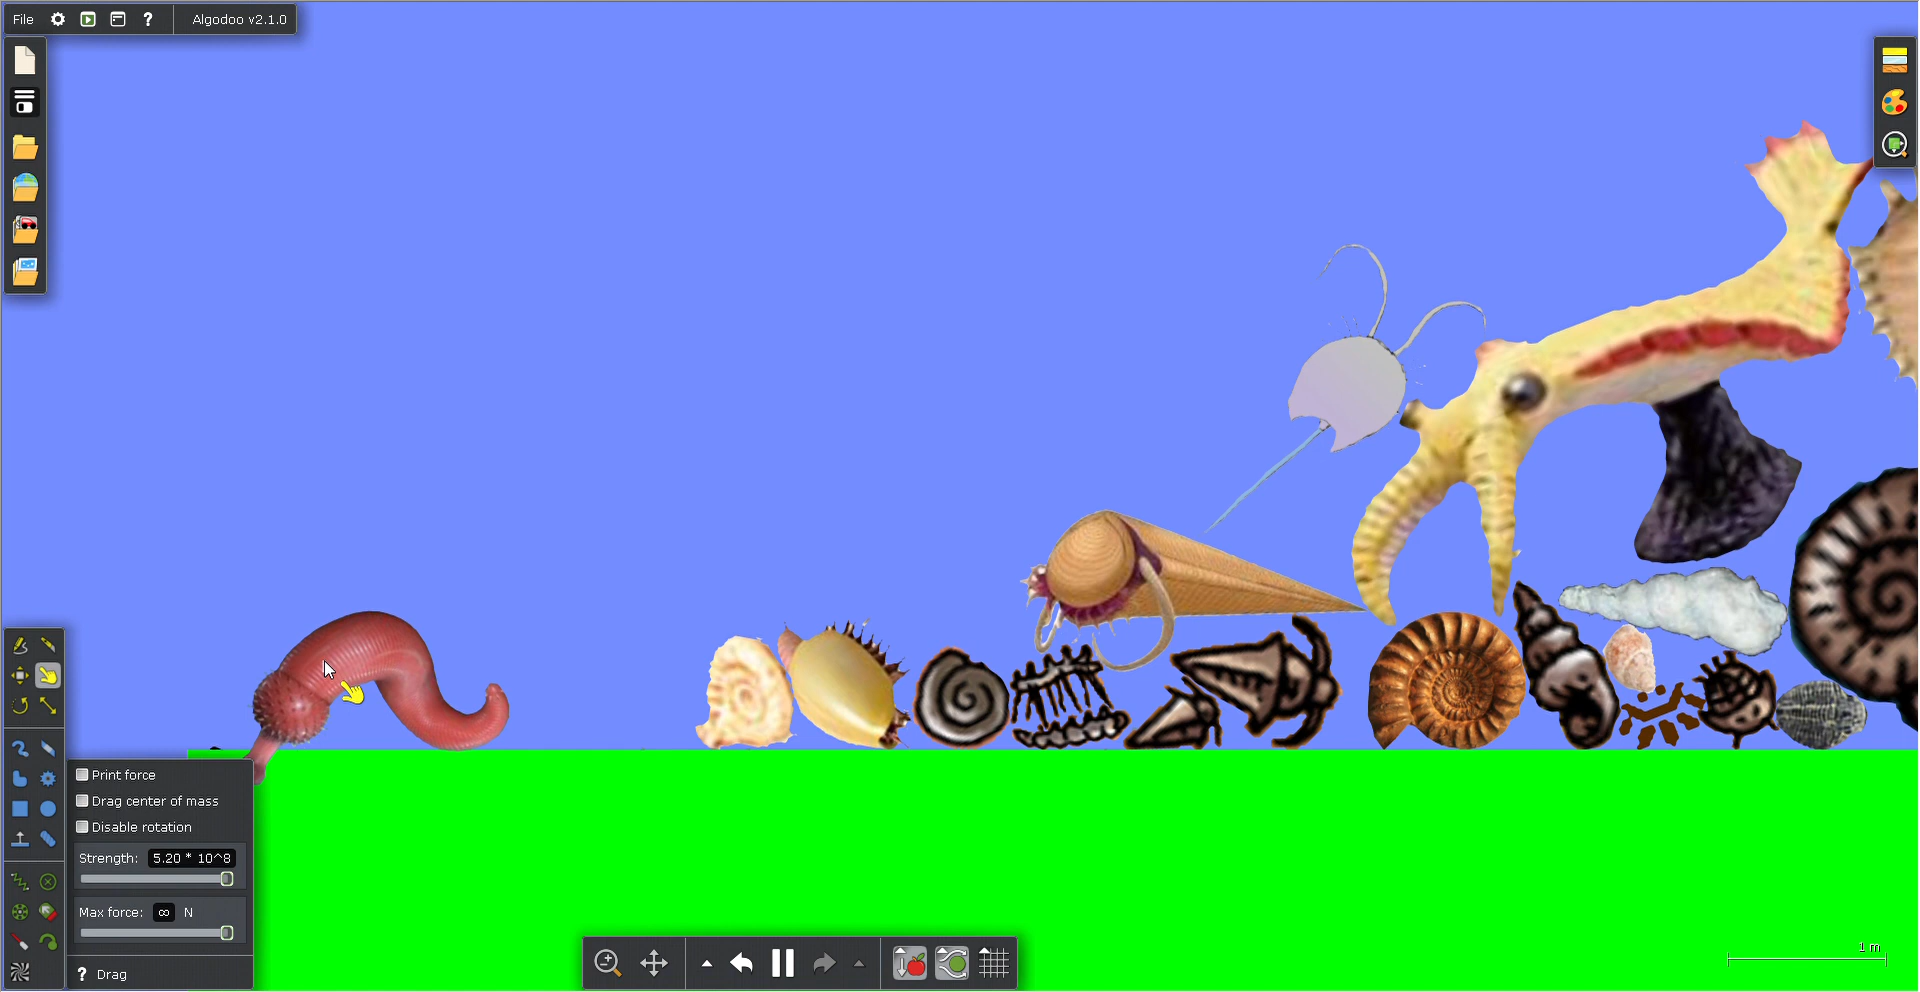 File ? Algodoo v2.1.0
Print force
Drag center of mass
Disable rotation
Strength: 5.20 * 10^8
Max force: ∞ N
? Drag
1 m